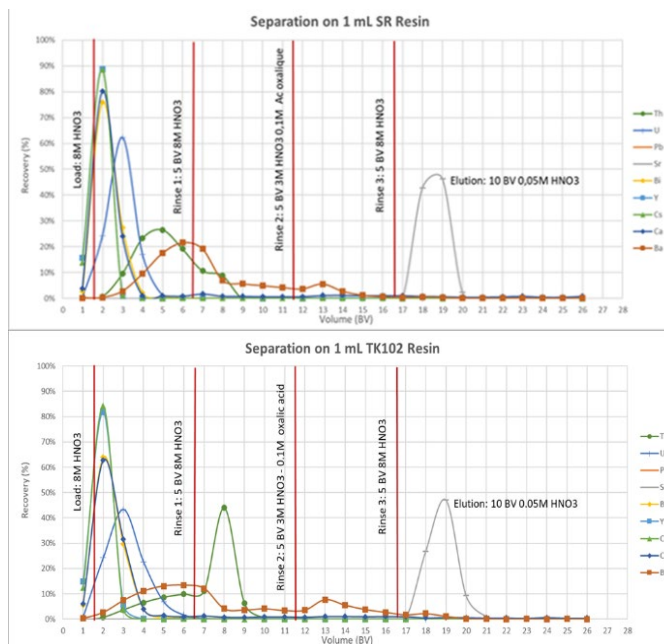 Separation on 1 mL SR Resin
Recovery (%)
100%
90%
80%
70%
60%
50%
40%
30%
20%
10%
0%
Load: 8M HNO3
Rinse 1: 5 BV 8M HNO3
Rinse 2: 5 BV 3M HNO3 0,1M Ac oxalique
Rinse 3: 5 BV 8M HNO3
Elution: 10 BV 0,05M HNO3
0 1 2 3 4 5 6 7 8 9 10 11 12 13 14 15 16 17 18 19 20 21 22 23 24 25 26 27 28
Volume (BV)
Th
U
Pb
Sr
Bi
Y
Cs
Ca
Ba
Separation on 1 mL TK102 Resin
Recovery (%)
100%
90%
80%
70%
60%
50%
40%
30%
20%
10%
0%
Load: 8M HNO3
Rinse 1: 5 BV 8M HNO3
Rinse 2: 5 BV 3M HNO3 - 0.1M oxalic acid
Rinse 3: 5 BV 8M HNO3
Elution: 10 BV 0.05M HNO3
0 1 2 3 4 5 6 7 8 9 10 11 12 13 14 15 16 17 18 19 20 21 22 23 24 25 26 27 28
Volume (BV)
T
U
P
S
B
Y
C
C
B